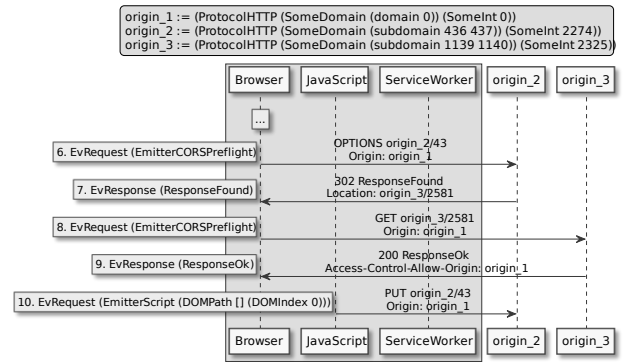 origin_1 := (ProtocolHTTP (SomeDomain (domain 0)) (SomeInt 0))
origin_2 := (ProtocolHTTP (SomeDomain (subdomain 436 437)) (SomeInt 2274))
origin_3 := (ProtocolHTTP (SomeDomain (subdomain 1139 1140)) (SomeInt 2325))
Browser JavaScript ServiceWorker origin_2 origin_3
...
6. EvRequest (EmitterCORSPreflight)
OPTIONS origin_2/43
Origin: origin_1
7. EvResponse (ResponseFound)
302 ResponseFound
Location: origin_3/2581
8. EvRequest (EmitterCORSPreflight)
GET origin_3/2581
Origin: origin_1
9. EvResponse (ResponseOk)
200 ResponseOk
Access-Control-Allow-Origin: origin_1
10. EvRequest (EmitterScript (DOMPath [] (DOMIndex 0)))
PUT origin_2/43
Origin: origin_1
Browser JavaScript ServiceWorker origin_2 origin_3